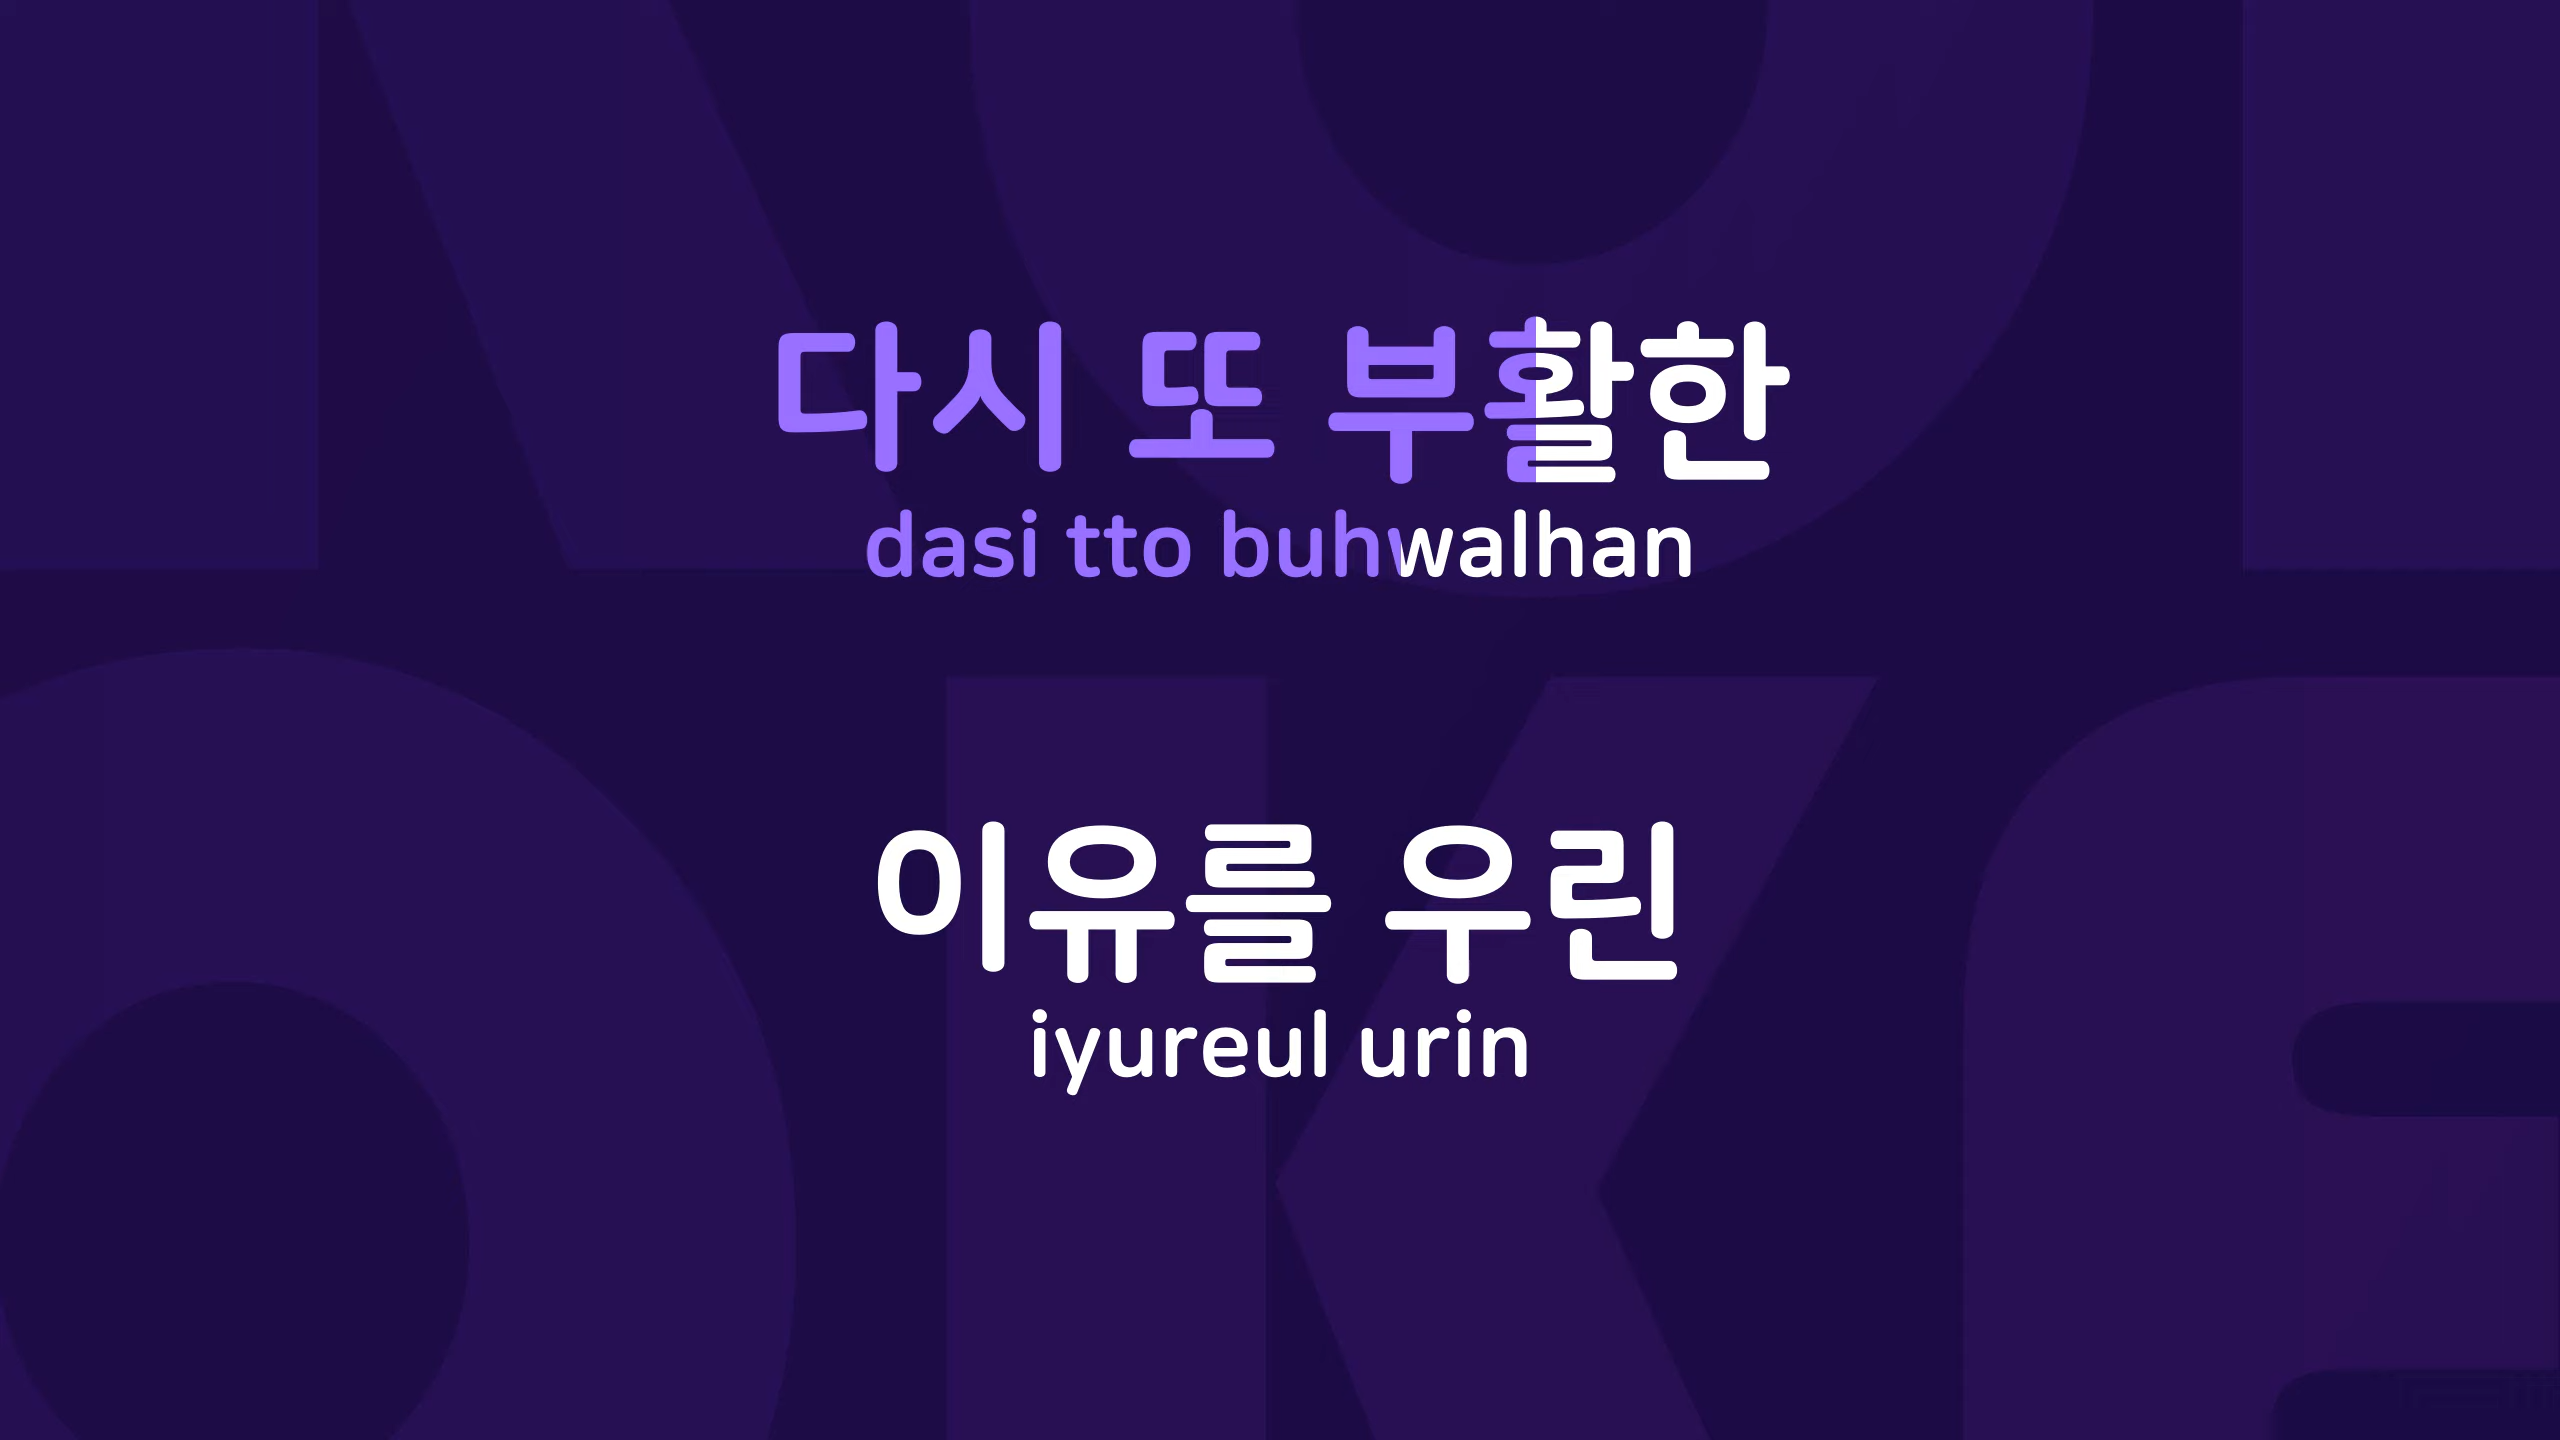 다시 또 부활한
dasi tto buhwalhan
이유를 우린
iyureul urin